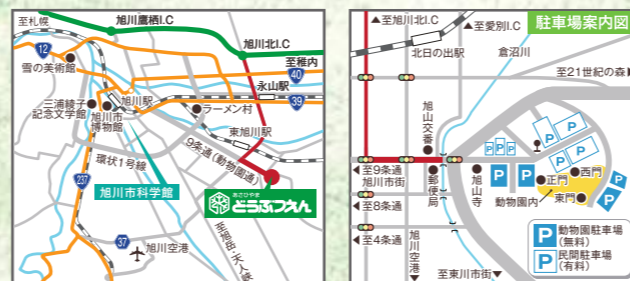 至札幌
旭川鷹栖I.C
旭川北I.C
至稚内
12
雪の美術館
40
永山駅
39
三浦綾子
記念文学館
旭川駅
旭川市
博物館
ラーメン村
東旭川駅
環状1号線
9条通(動物園通)
旭川市科学館
237
あさひやま
どうぶつえん
37
旭川空港
駐車場案内図
▲至旭川北I.C
▲至愛別I.C
北日の出駅
倉沼川
至21世紀の森▶
旭山交番
P P P
P
P
P
◀至9条通
旭川市街
郵便局
旭山寺
P
P
P
正門
西門
東門
動物園内
◀至8条通
◀至4条通
旭川空港▼
至東川市街▼
P 動物園駐車場
(無料)
P 民間駐車場
(有料)